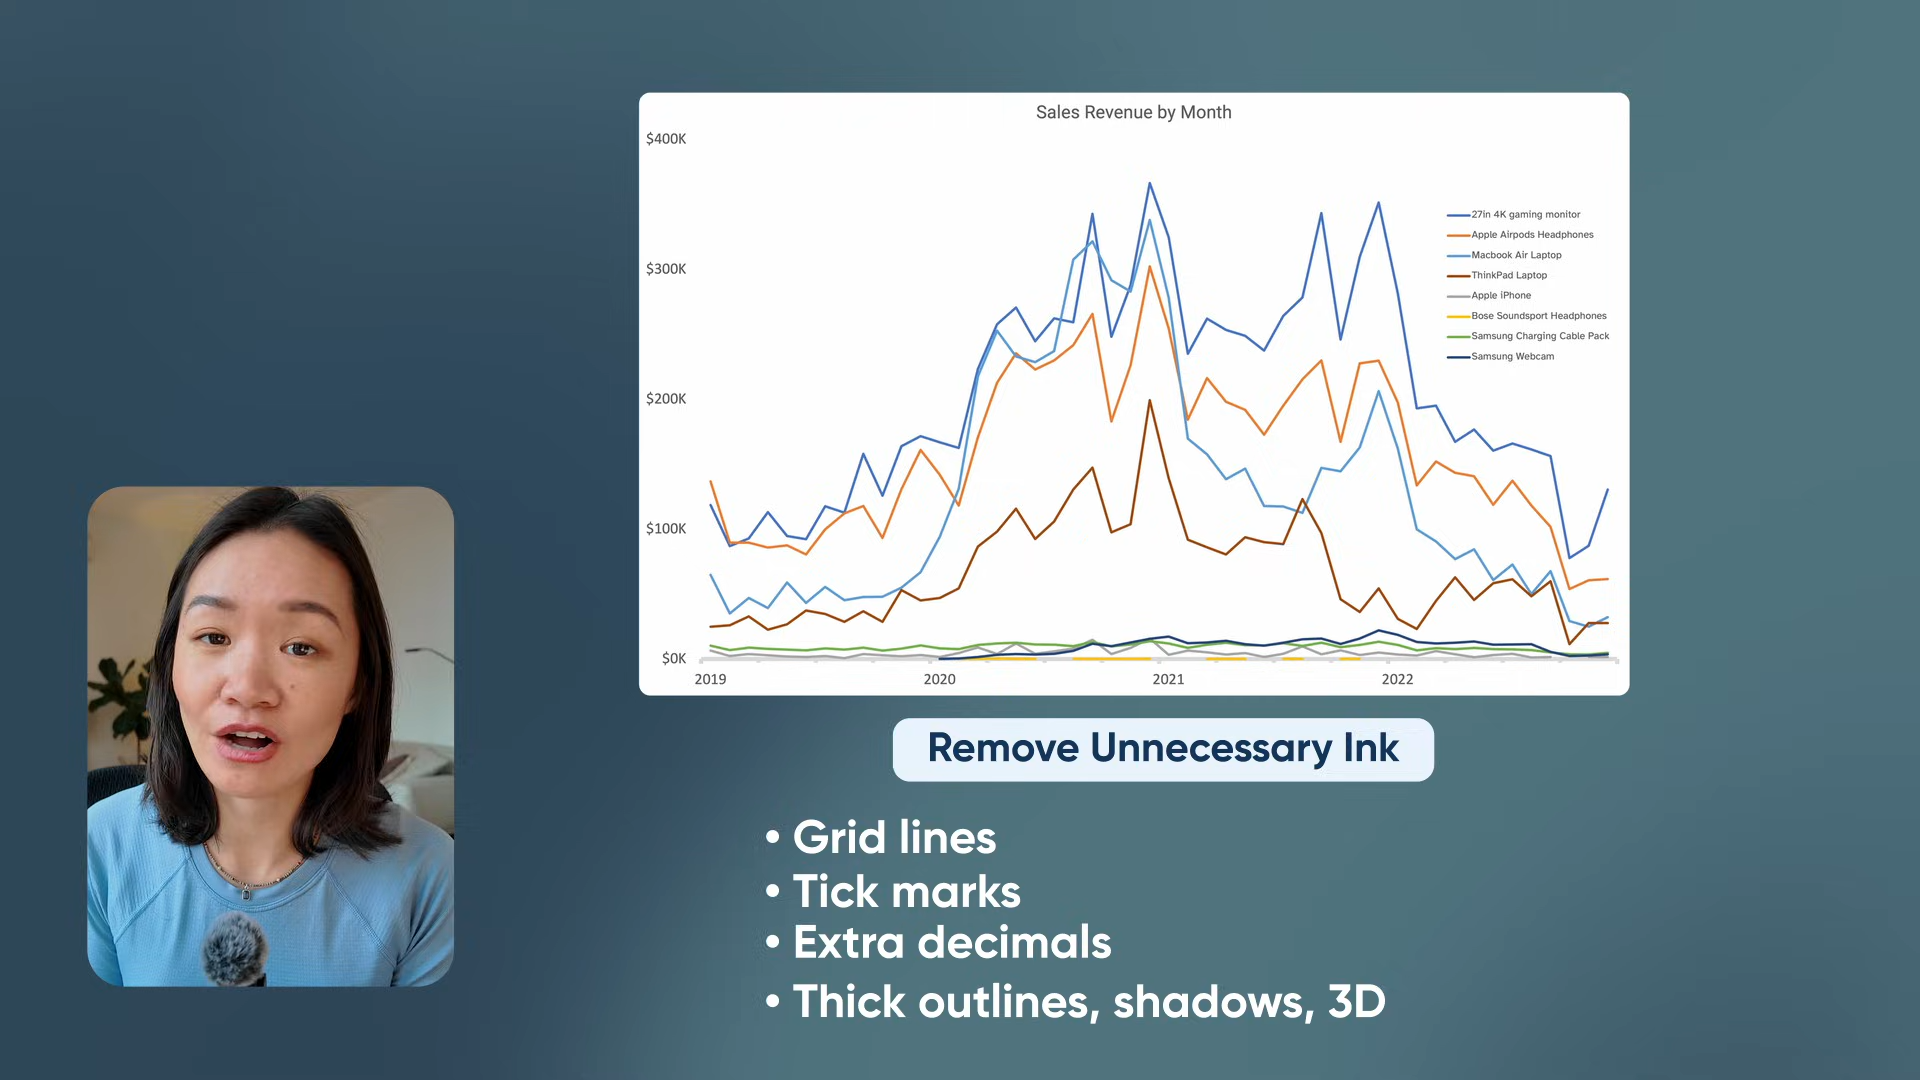 Sales Revenue by Month
$400K
$300K
$200K
$100K
$0K
2019
2020
2021
2022
27in 4K gaming monitor
Apple Airpods Headphones
Macbook Air Laptop
ThinkPad Laptop
Apple iPhone
Bose Soundsport Headphones
Samsung Charging Cable Pack
Samsung Webcam
Remove Unnecessary Ink
• Grid lines
• Tick marks
• Extra decimals
• Thick outlines, shadows, 3D